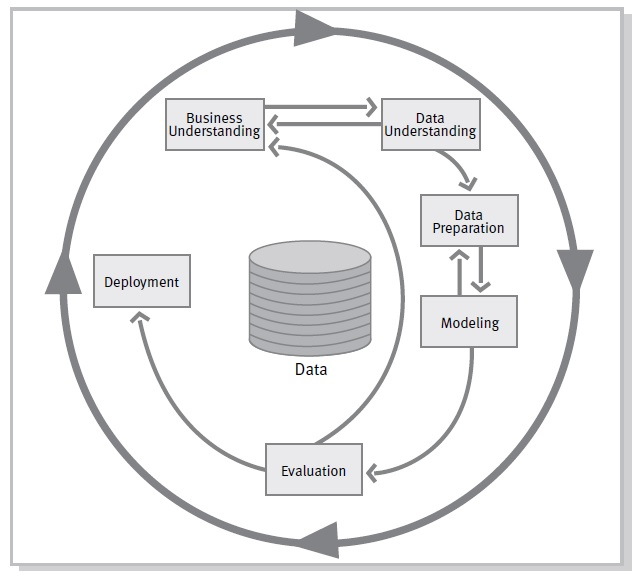 Business
Understanding
Data
Understanding
Data
Preparation
Deployment
Modeling
Data
Evaluation